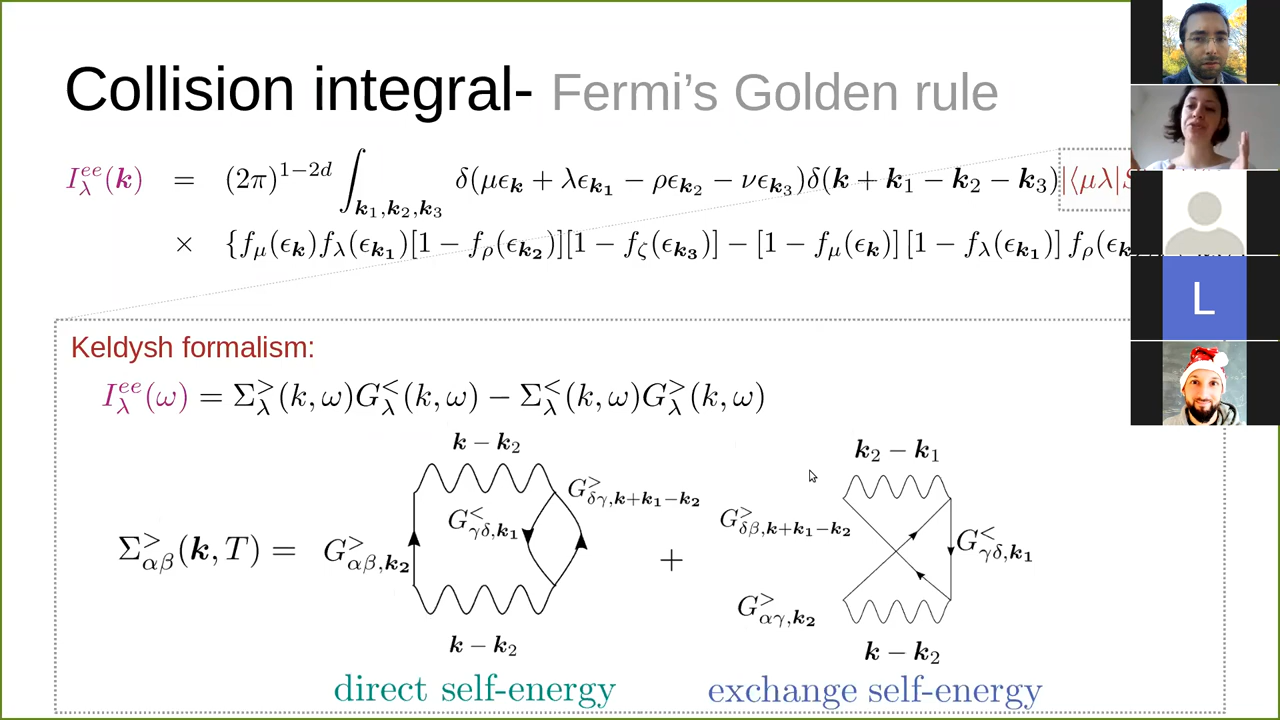 Collision integral- Fermi's Golden rule
I^{ee}_λ(k) = (2π)^{1−2d} ∫_{k₁,k₂,k₃} δ(μϵ_k + λϵ_{k₁} − ρϵ_{k₂} − νϵ_{k₃})δ(k + k₁ − k₂ − k₃)|⟨μλ|
× {f_μ(ϵ_k)f_λ(ϵ_{k₁})[1 − f_ρ(ϵ_{k₂})][1 − f_ζ(ϵ_{k₃})] − [1 − f_μ(ϵ_k)] [1 − f_λ(ϵ_{k₁})] f_ρ(ϵ_k
Keldysh formalism:
I^{ee}_λ(ω) = Σ^>_λ(k, ω)G^<_λ(k, ω) − Σ^<_λ(k, ω)G^>_λ(k, ω)
k − k₂
k₂ − k₁
G^>_{δγ,k+k₁−k₂}
G^<_{γδ,k₁}
G^>_{δβ,k+k₁−k₂}
Σ^>_{αβ}(k, T) = G^>_{αβ,k₂} + G^<_{γδ,k₁}
G^>_{αγ,k₂}
k − k₂
k − k₂
direct self-energy
exchange self-energy
L